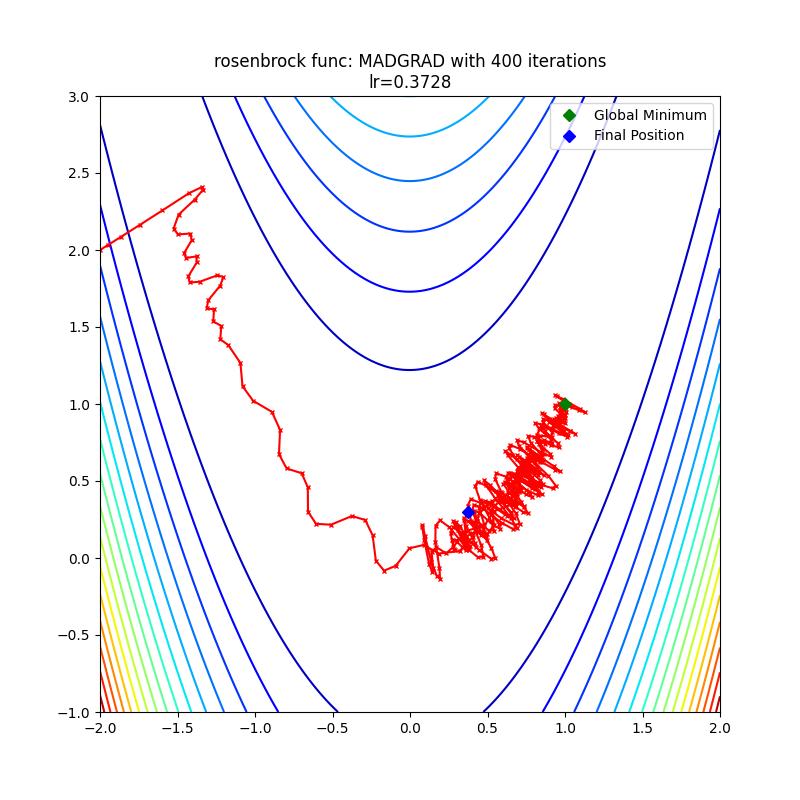 rosenbrock func: MADGRAD with 400 iterations
lr=0.3728
Global Minimum
Final Position
3.0
2.5
2.0
1.5
1.0
0.5
0.0
−0.5
−1.0
−2.0 −1.5 −1.0 −0.5 0.0 0.5 1.0 1.5 2.0